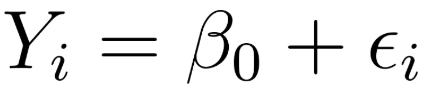 Yᵢ = β₀ + ϵᵢ